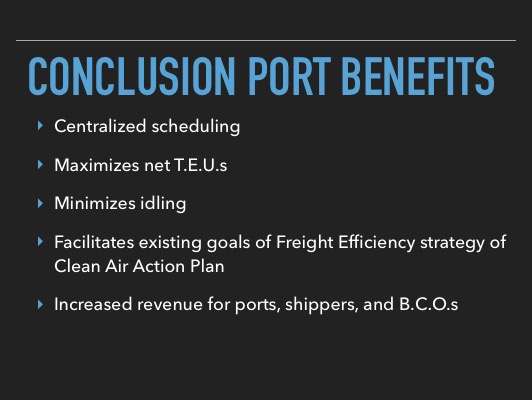 CONCLUSION PORT BENEFITS
Centralized scheduling
Maximizes net T.E.U.s
Minimizes idling
Facilitates existing goals of Freight Efficiency strategy of
Clean Air Action Plan
Increased revenue for ports, shippers, and B.C.O.s